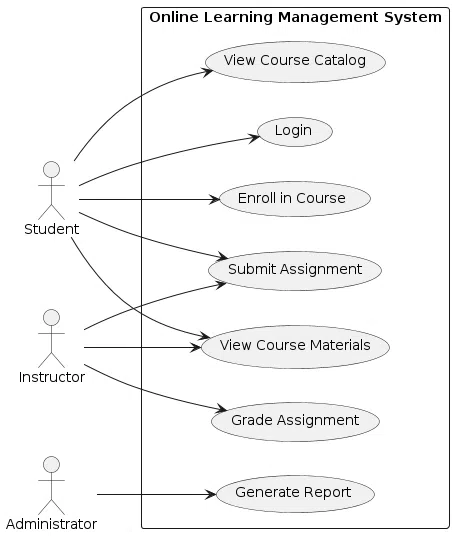 Online Learning Management System
View Course Catalog
Login
Enroll in Course
Student
Submit Assignment
View Course Materials
Instructor
Grade Assignment
Generate Report
Administrator